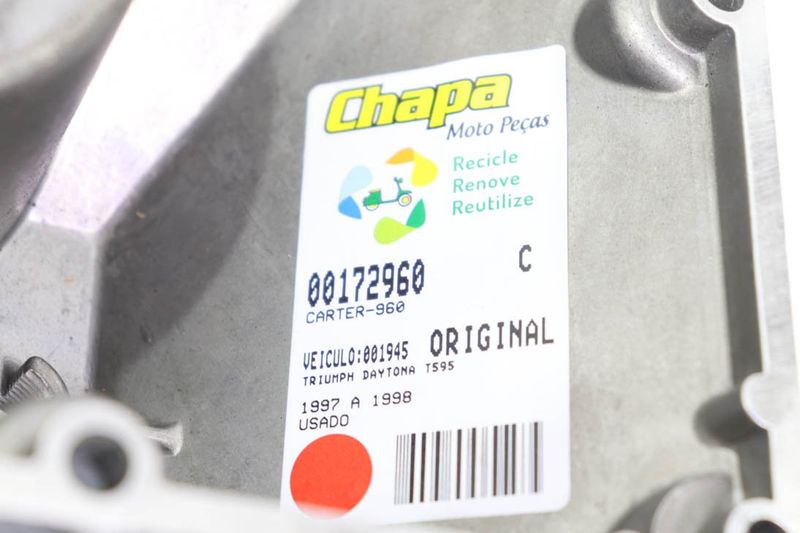 Chapa
Moto Peças
Recicle
Renove
Reutilize
00172960 C
CARTER-960
VEICULO:001945 ORIGINAL
TRIUMPH DAYTONA T595
1997 A 1998
USADO